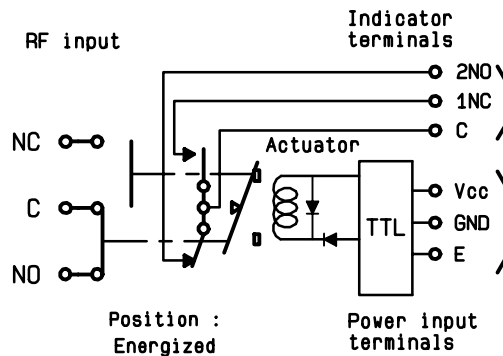 Indicator
terminals
RF input
2NO
1NC
C
NC
Actuator
C
Vcc
GND
E
TTL
NO
Position :
Energized
Power input
terminals